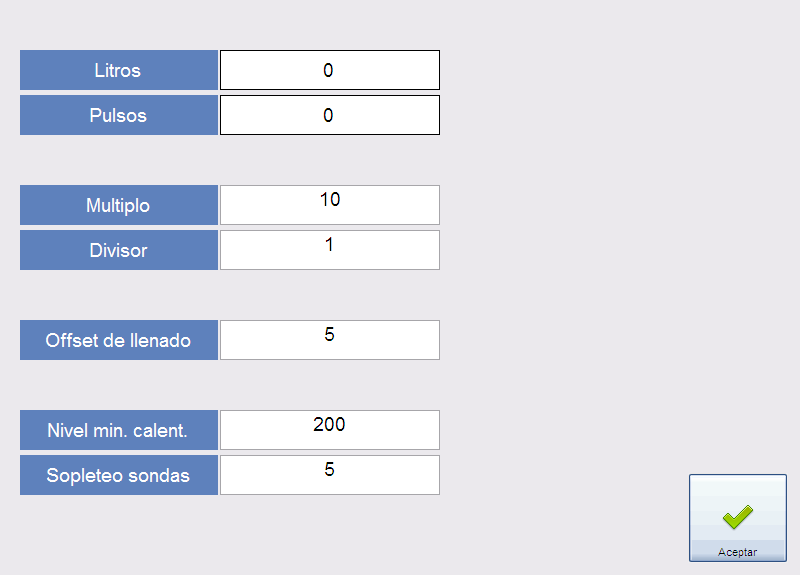 Litros 0
Pulsos 0
Multiplo 10
Divisor 1
Offset de llenado 5
Nivel min. calent. 200
Sopleteo sondas 5
Aceptar